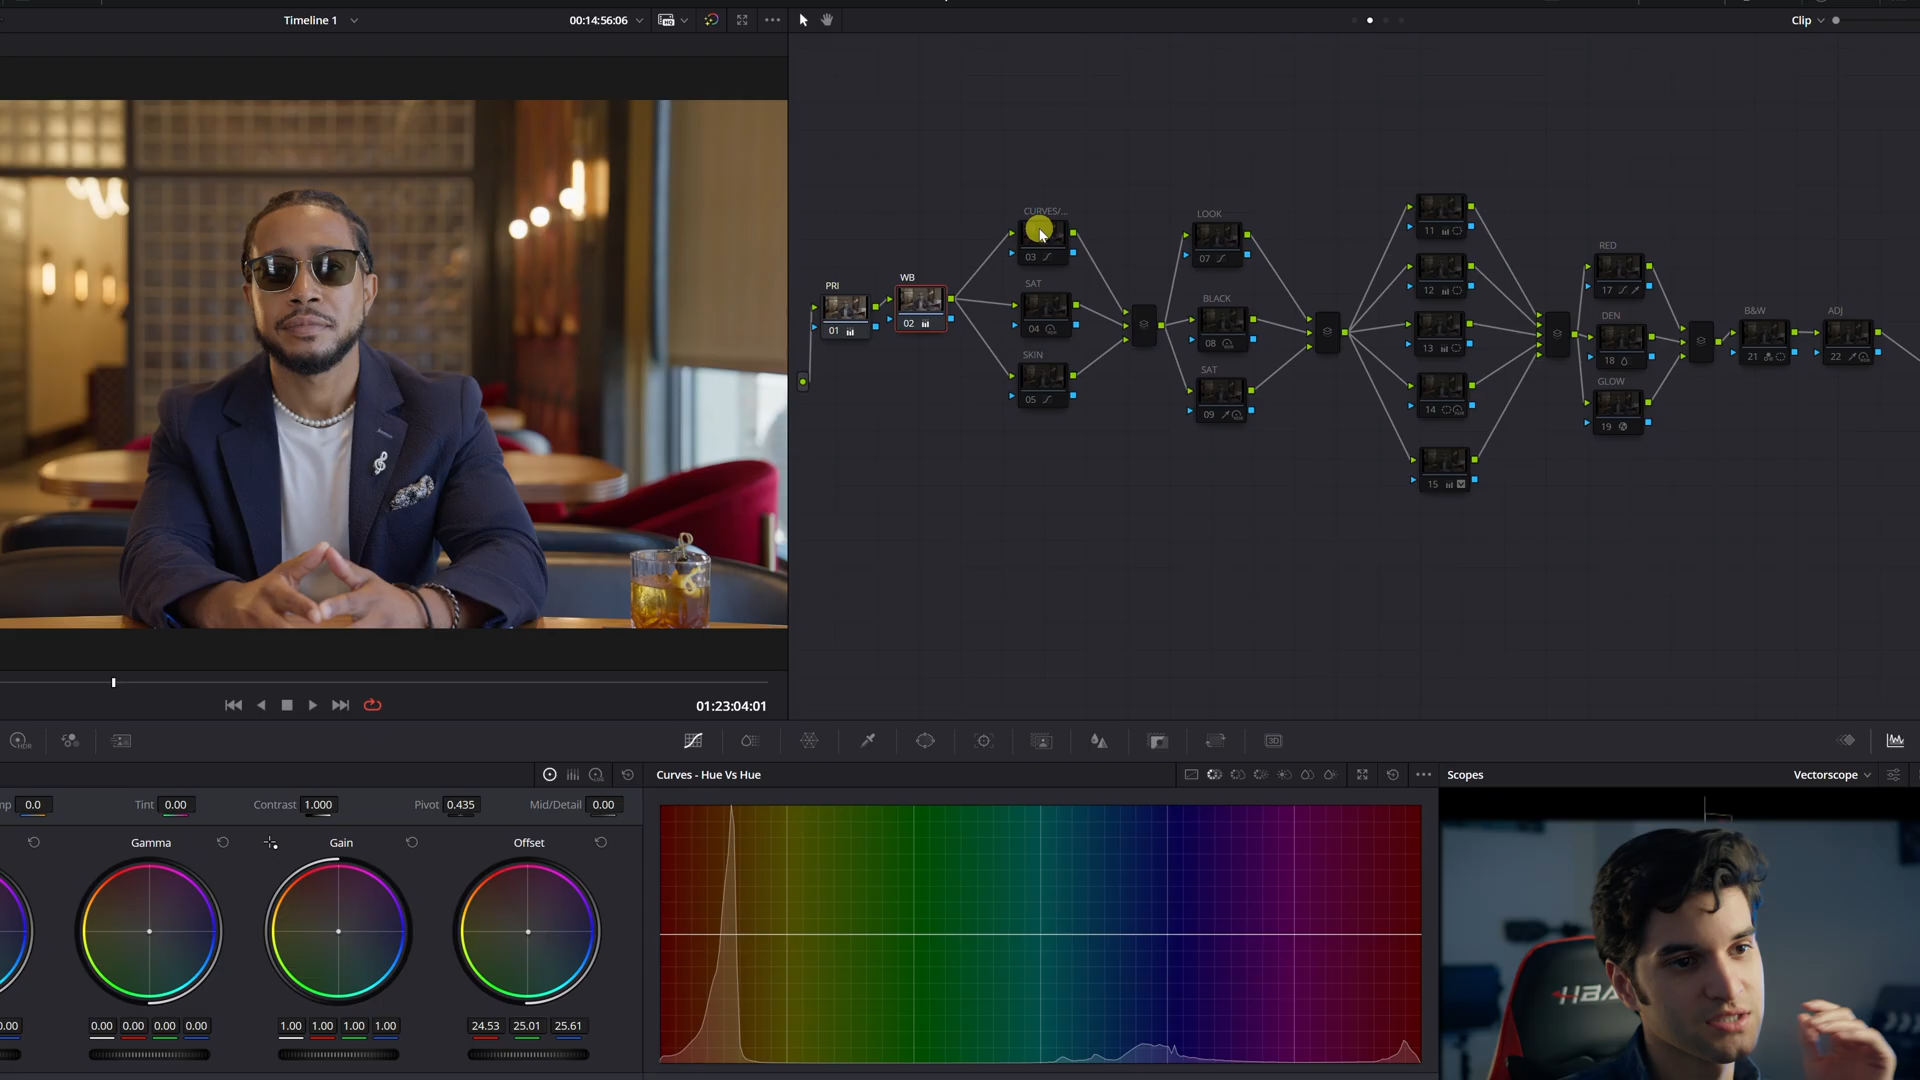 Timeline 1
00:14:56:06
Clip
CURVES/...
03
LOOK
07
11
RED
17
PRI
01
WB
02
SAT
04
BLACK
08
12
13
DEN
18
B&W
21
ADJ
22
SKIN
05
SAT
09
14
GLOW
19
15
01:23:04:01
HDR
3D
Curves - Hue Vs Hue
Scopes
Vectorscope
0.0
Tint 0.00
Contrast 1.000
Pivot 0.435
Mid/Detail 0.00
Gamma
Gain
Offset
0.00 0.00 0.00 0.00
1.00 1.00 1.00 1.00
24.53 25.01 25.61